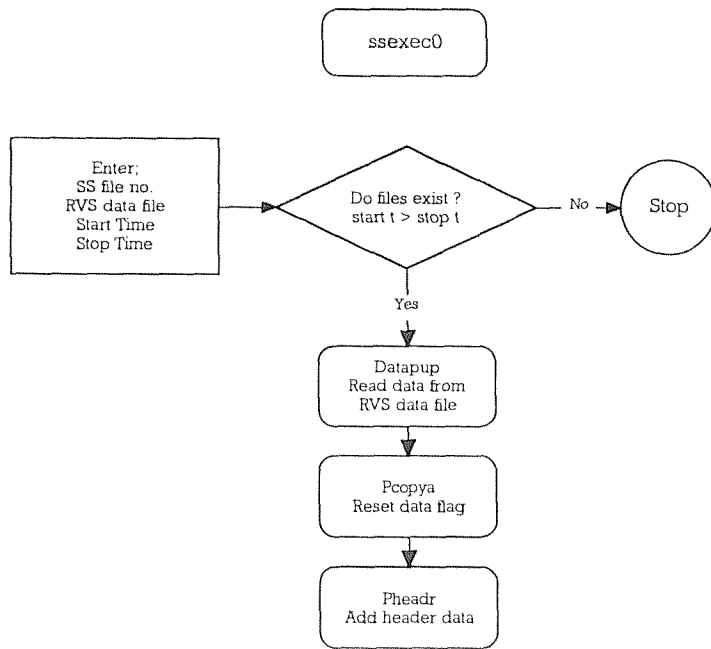 ssexec0
Enter;
SS file no.
RVS data file
Start Time
Stop Time
Do files exist ?
start t > stop t
No
Stop
Yes
Datapup
Read data from
RVS data file
Pcopya
Reset data flag
Pheadr
Add header data